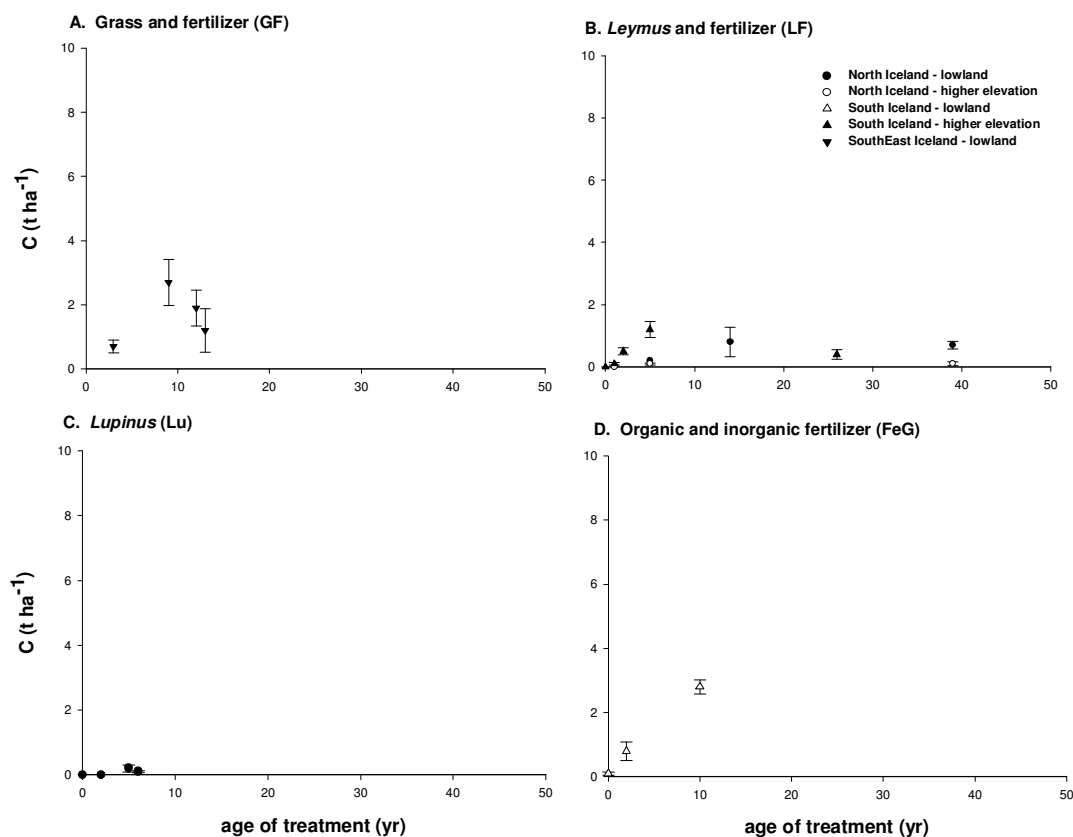 A. Grass and fertilizer (GF)
10
8
6
4
2
0
C (t ha-1)
0 10 20 30 40 50
B. Leymus and fertilizer (LF)
North Iceland - lowland
North Iceland - higher elevation
South Iceland - lowland
South Iceland - higher elevation
SouthEast Iceland - lowland
10
8
6
4
2
0
0 10 20 30 40 50
C. Lupinus (Lu)
10
8
6
4
2
0
C (t ha-1)
0 10 20 30 40 50
age of treatment (yr)
D. Organic and inorganic fertilizer (FeG)
10
8
6
4
2
0
0 10 20 30 40 50
age of treatment (yr)